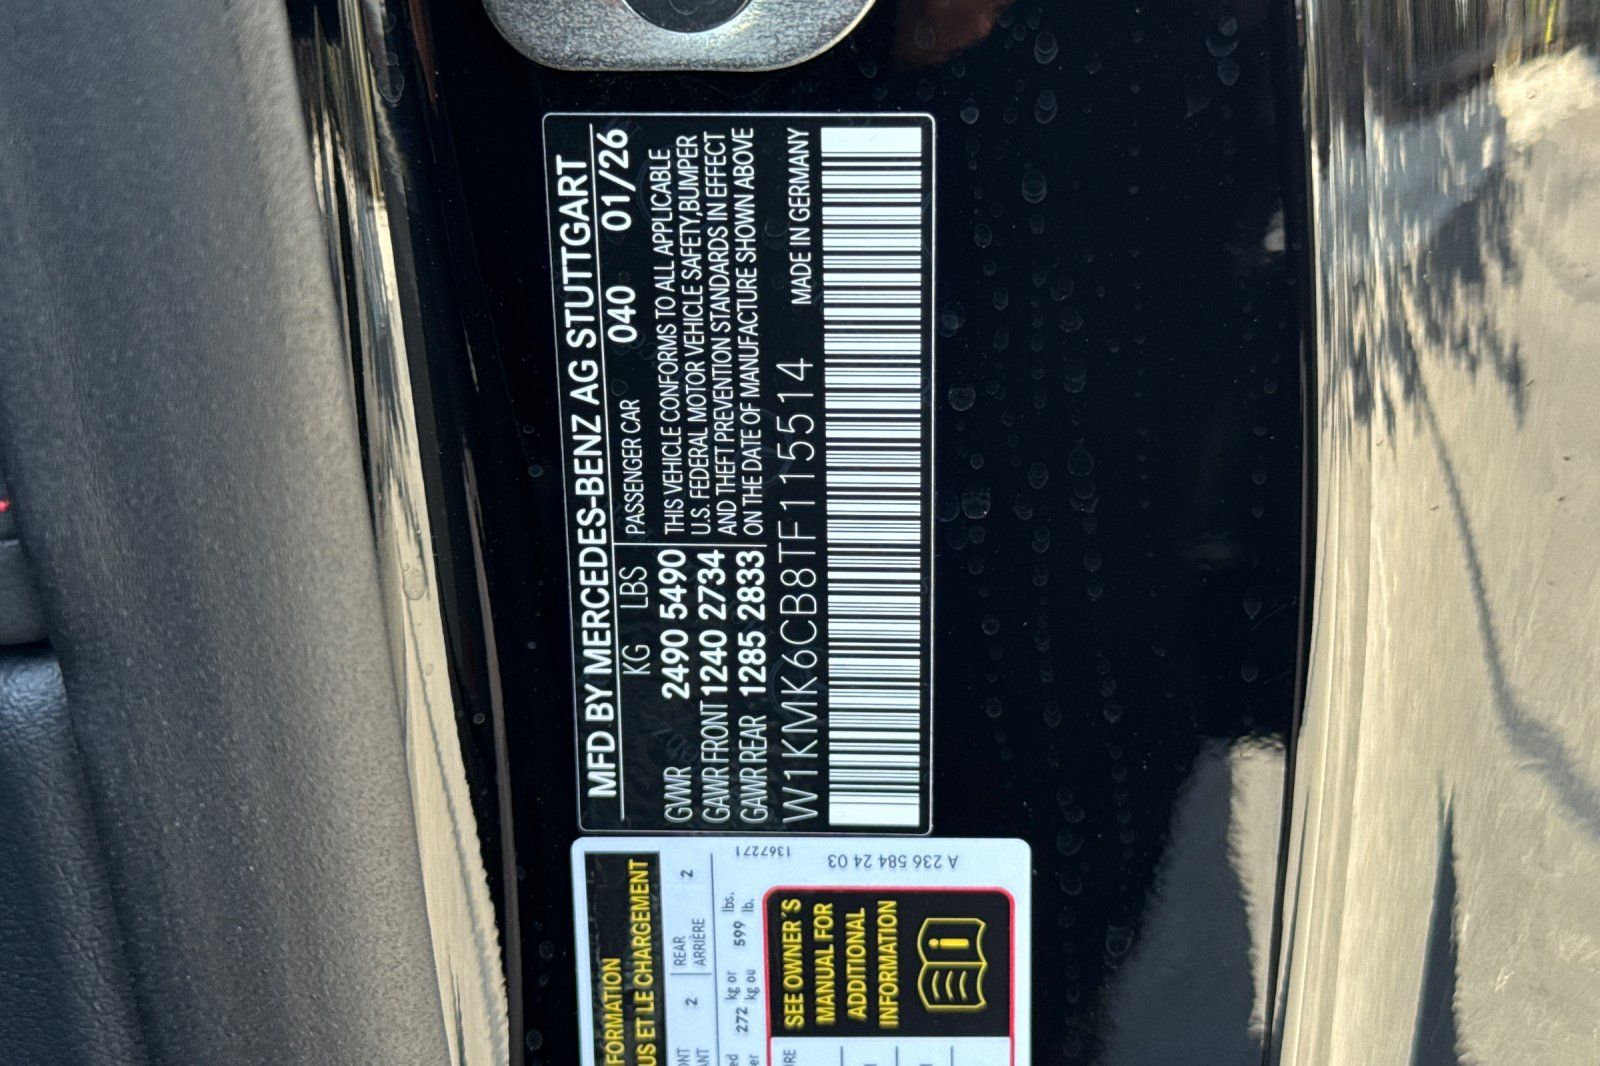 MFD BY MERCEDES-BENZ AG STUTTGART
KG LBS PASSENGER CAR 040 01/26
GVWR 2490 5490 THIS VEHICLE CONFORMS TO ALL APPLICABLE
U.S. FEDERAL MOTOR VEHICLE SAFETY,BUMPER
GAWR FRONT 1240 2734 AND THEFT PREVENTION STANDARDS IN EFFECT
GAWR REAR 1285 2833 ON THE DATE OF MANUFACTURE SHOWN ABOVE
W1KMK6CB8TF115514 MADE IN GERMANY
FORMATION
US ET LE CHARGEMENT
2 REAR 2
ARRIÈRE
272 kg or 599 lbs.
kg ou lb.
1367271
A 236 584 24 03
SEE OWNER'S
MANUAL FOR
ADDITIONAL
INFORMATION